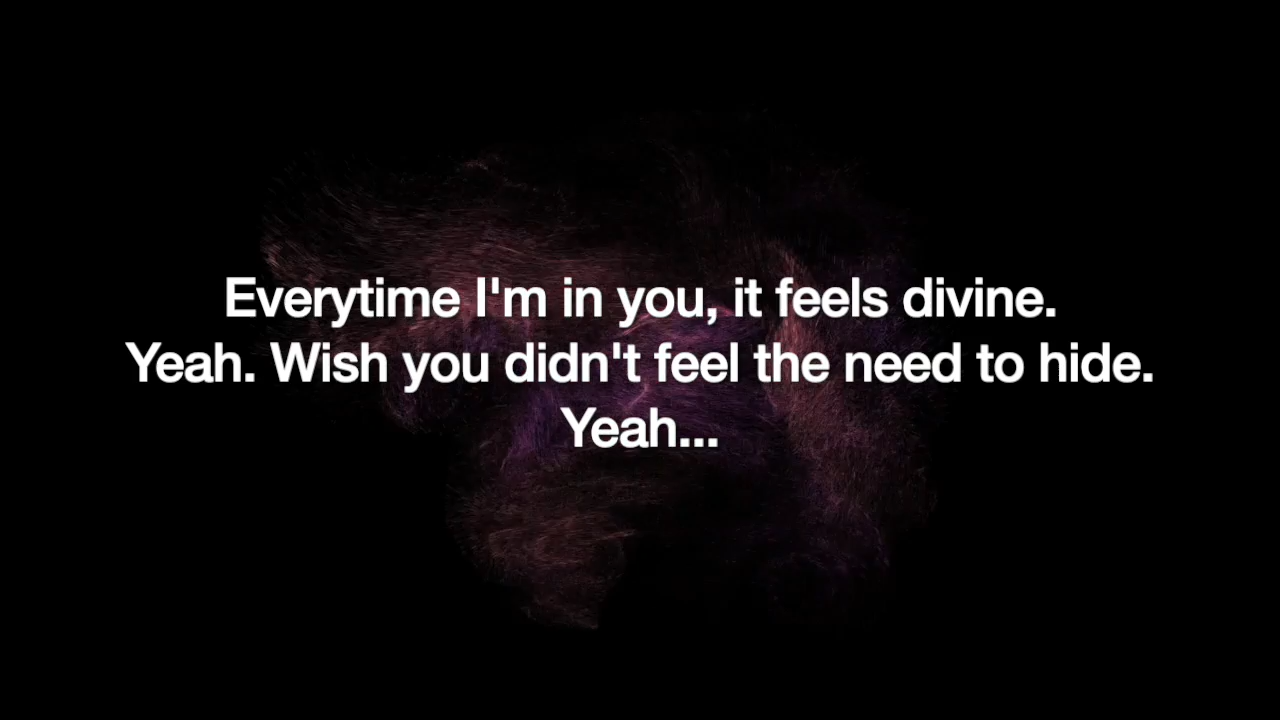 Everytime I'm in you, it feels divine.
Yeah. Wish you didn't feel the need to hide.
Yeah...